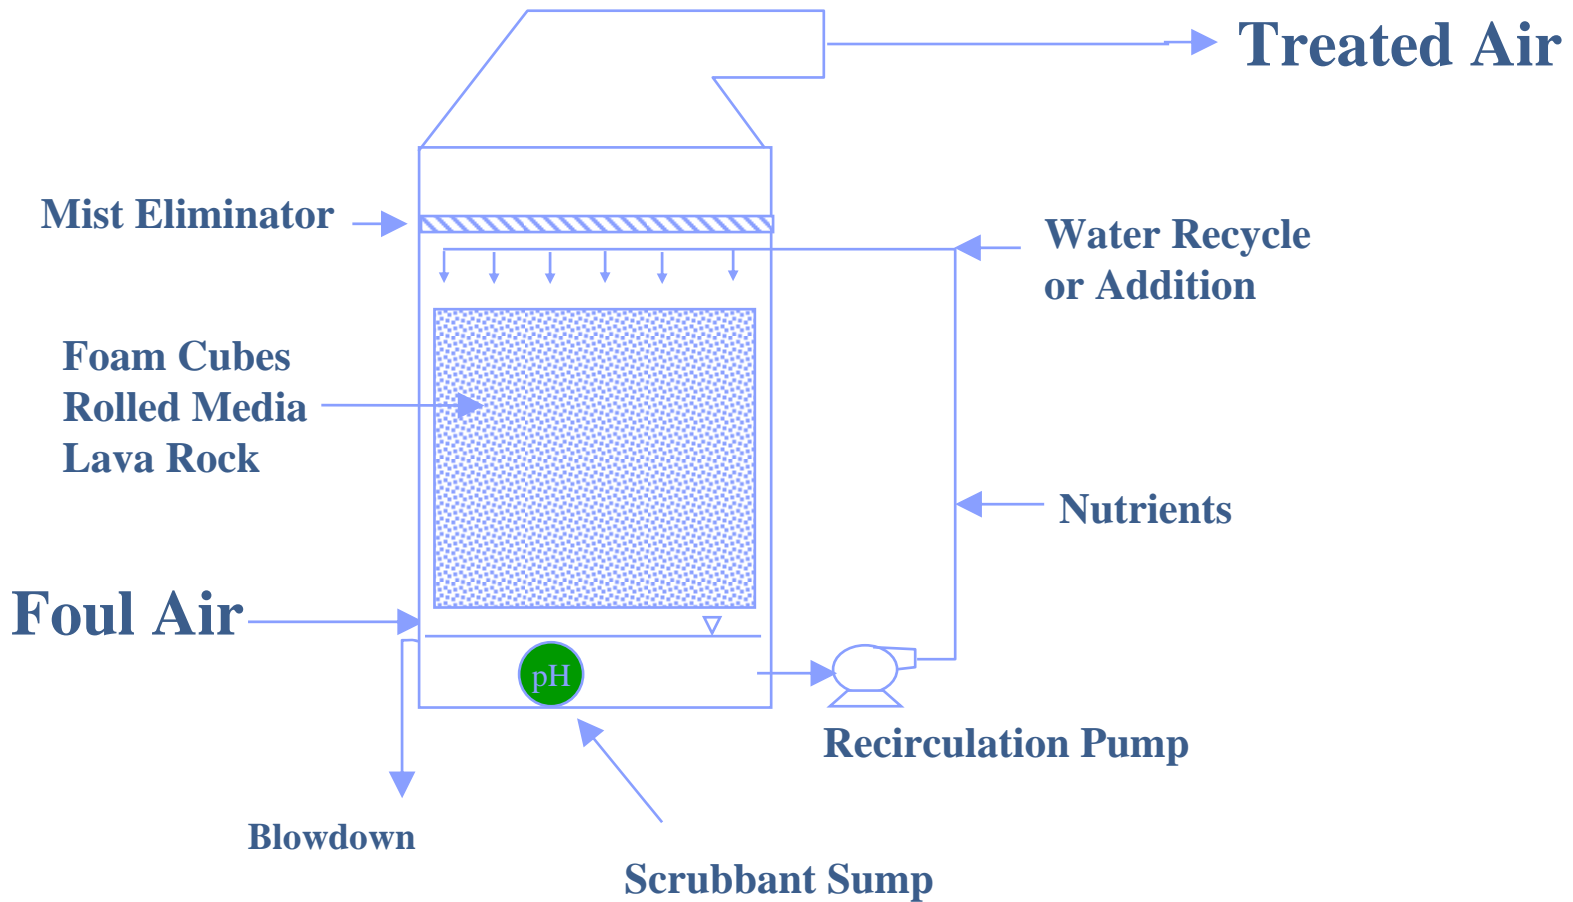 Treated Air
Mist Eliminator
Water Recycle
or Addition
Foam Cubes
Rolled Media
Lava Rock
Nutrients
Foul Air
pH
Recirculation Pump
Blowdown
Scrubbant Sump